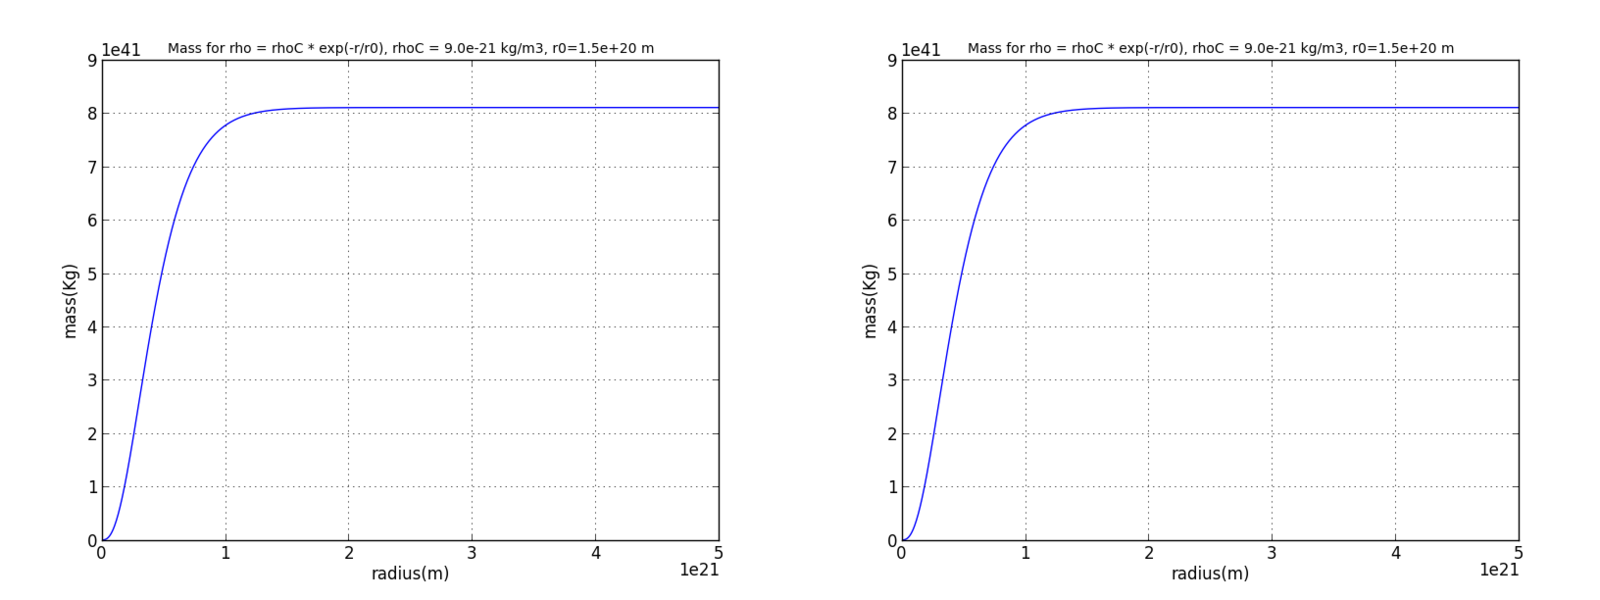 1e41
Mass for rho = rhoC * exp(-r/r0), rhoC = 9.0e-21 kg/m3, r0=1.5e+20 m
9
8
7
6
5
4
3
2
1
0
mass(Kg)
0 1 2 3 4 5
radius(m)
1e21
1e41
Mass for rho = rhoC * exp(-r/r0), rhoC = 9.0e-21 kg/m3, r0=1.5e+20 m
9
8
7
6
5
4
3
2
1
0
mass(Kg)
0 1 2 3 4 5
radius(m)
1e21